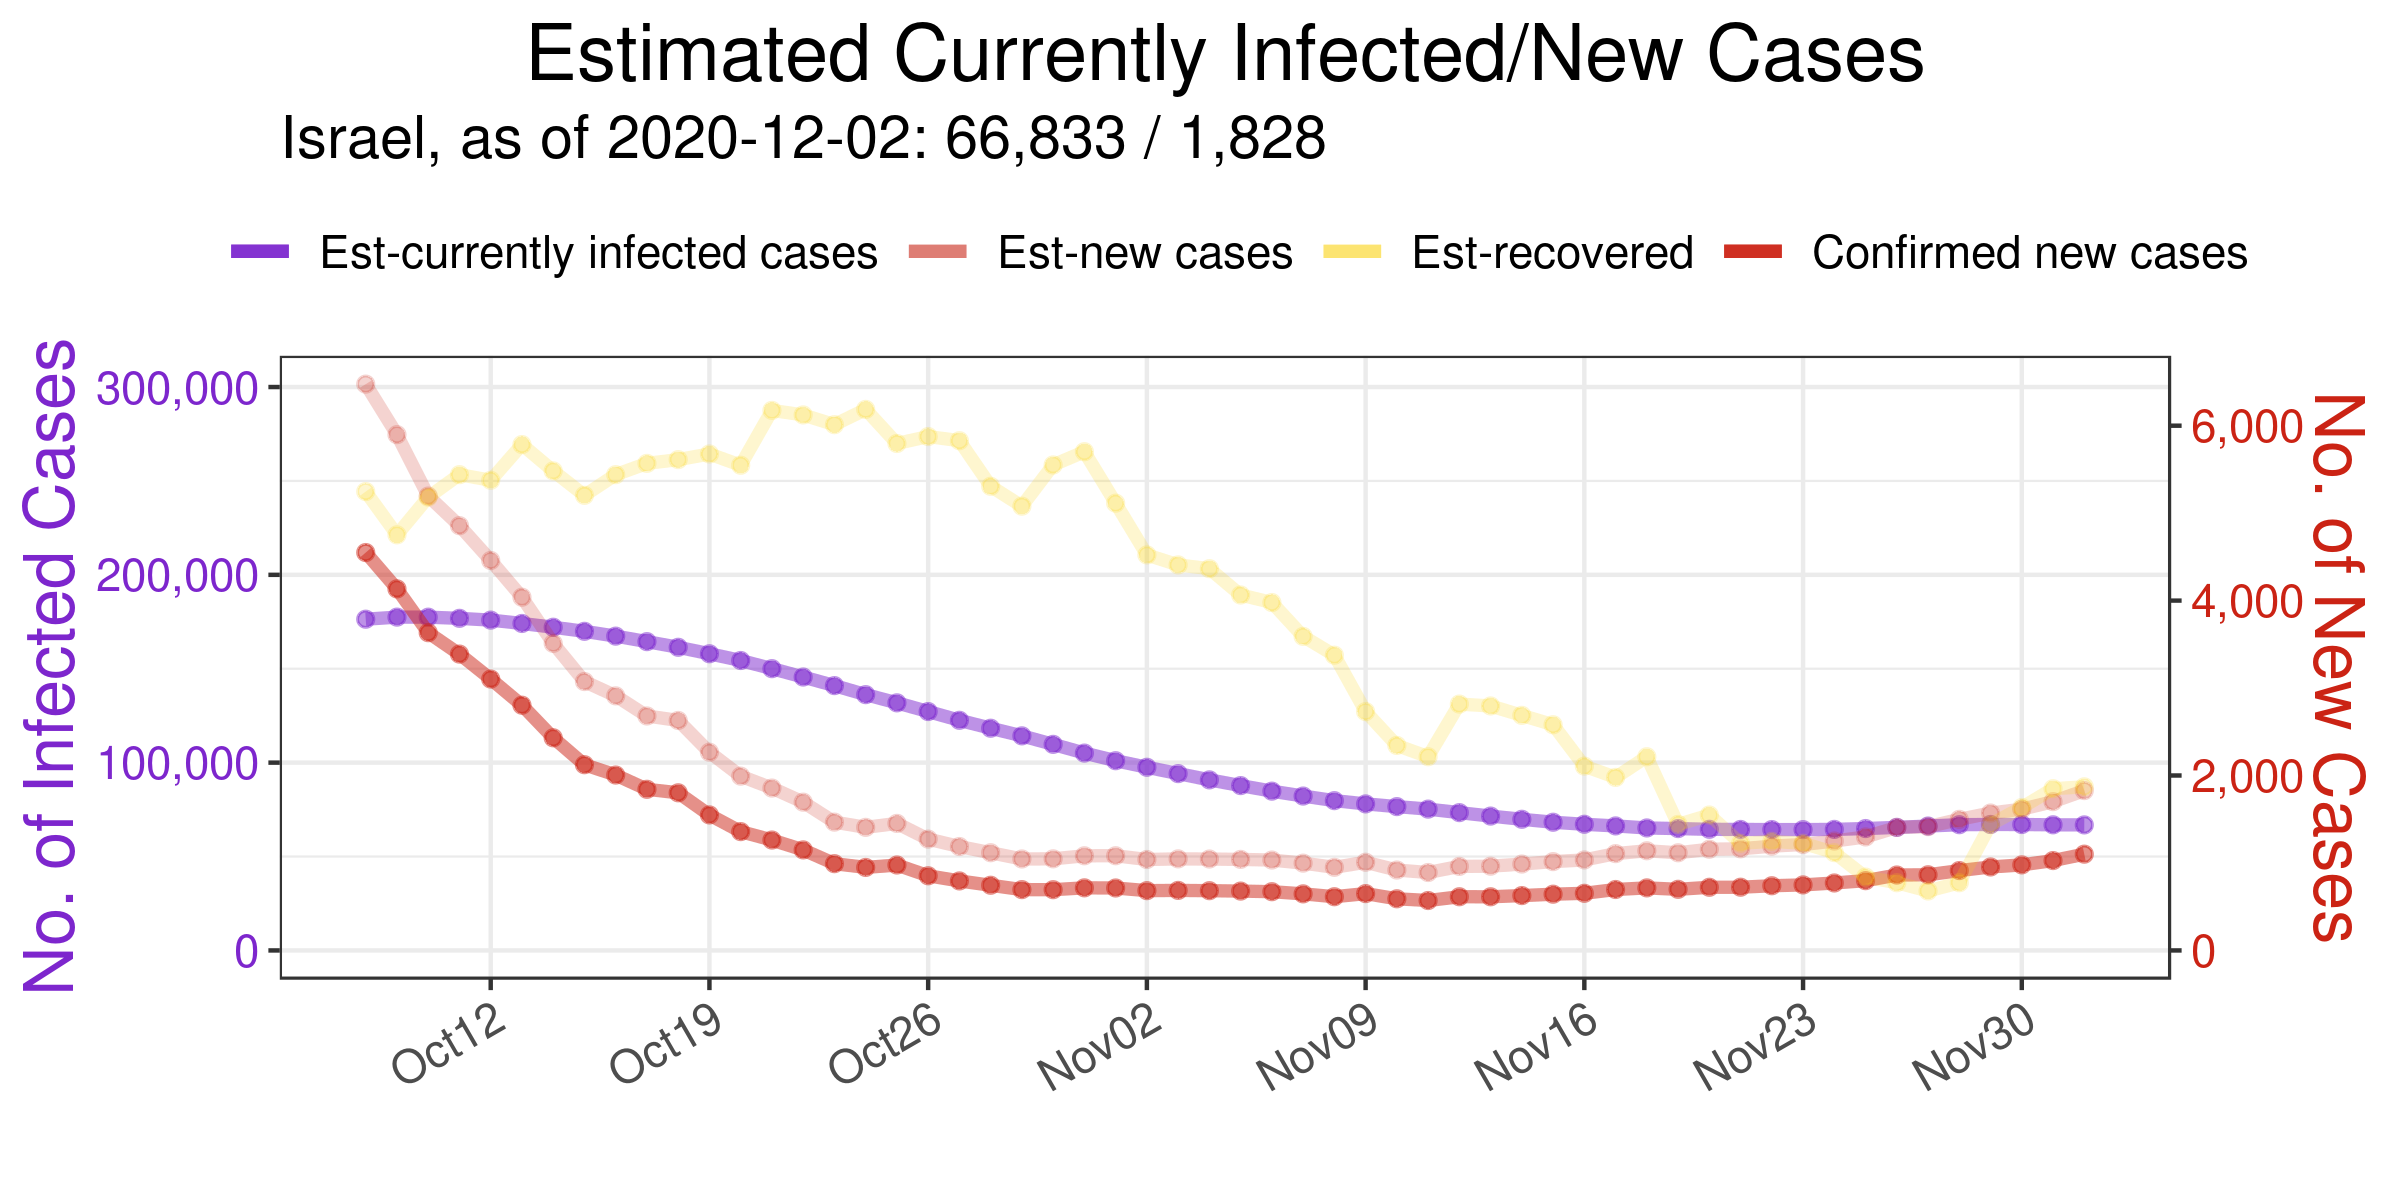 Estimated Currently Infected/New Cases
Israel, as of 2020-12-02: 66,833 / 1,828
Est-currently infected cases Est-new cases Est-recovered Confirmed new cases
No. of Infected Cases
300,000
200,000
100,000
0
6,000
4,000
2,000
0
No. of New Cases
Oct12 Oct19 Oct26 Nov02 Nov09 Nov16 Nov23 Nov30